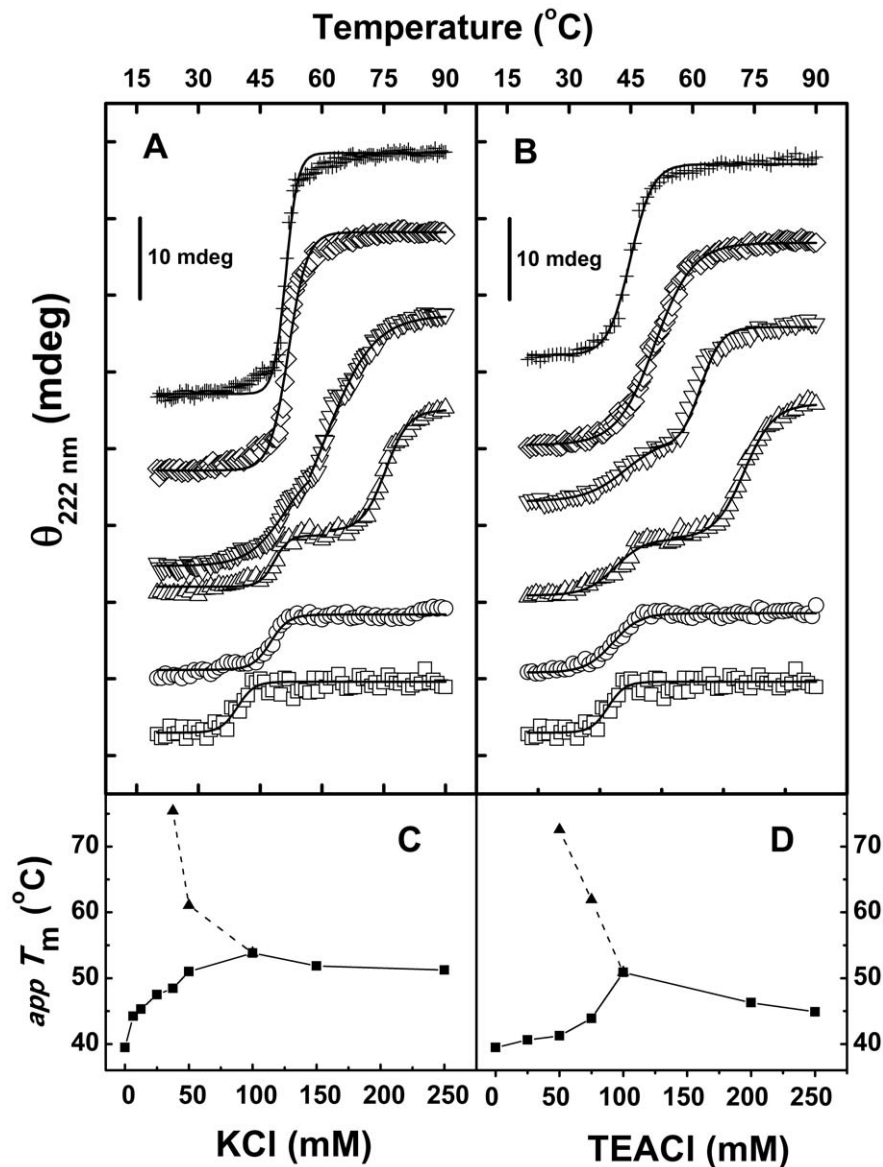 Temperature (°C)
15 30 45 60 75 90 15 30 45 60 75 90
A B
10 mdeg 10 mdeg
θ222 nm (mdeg)
C D
70 70
60 60
50 50
40 40
app Tm (°C)
0 50 100 150 200 250 0 50 100 150 200 250
KCl (mM) TEACl (mM)